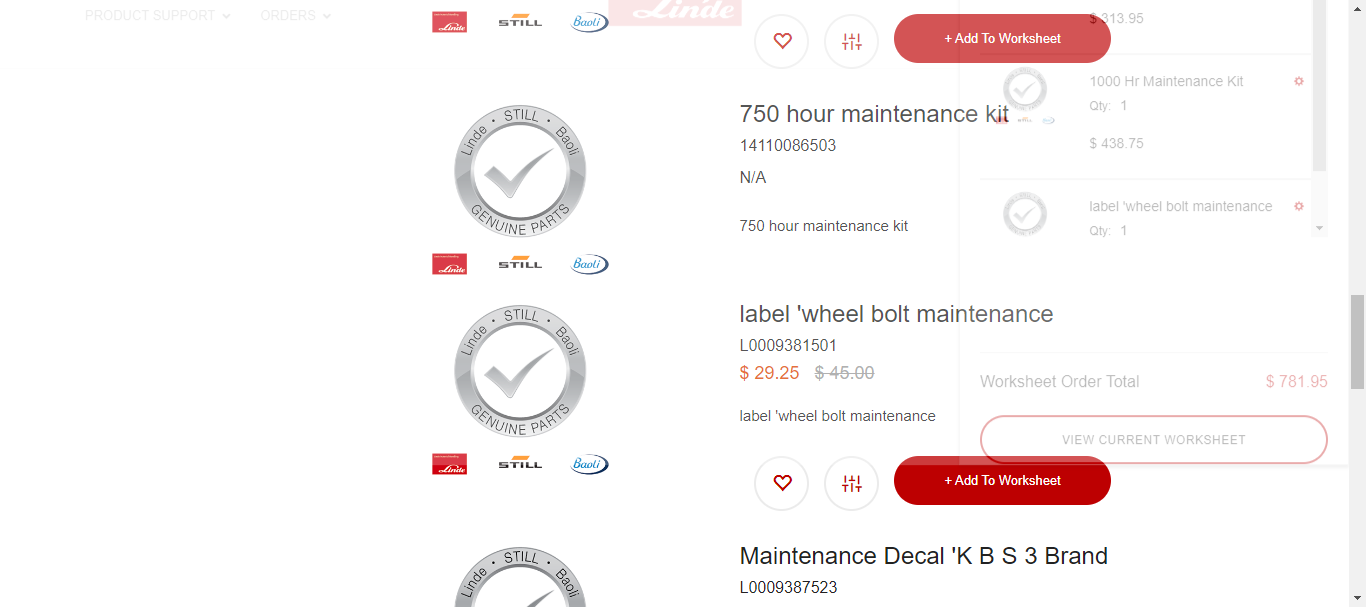 PRODUCT SUPPORT
ORDERS
Linde
STILL
Baoli
Linde
+ Add To Worksheet
$ 313.95
1000 Hr Maintenance Kit
Qty: 1
$ 438.75
Linde · STILL · Baoli
GENUINE PARTS
750 hour maintenance kit
14110086503
N/A
750 hour maintenance kit
label 'wheel bolt maintenance
Qty: 1
Linde
STILL
Baoli
Linde · STILL · Baoli
GENUINE PARTS
label 'wheel bolt maintenance
L0009381501
$ 29.25 $ 45.00
label 'wheel bolt maintenance
Worksheet Order Total
$ 781.95
VIEW CURRENT WORKSHEET
Linde
STILL
Baoli
+ Add To Worksheet
Linde · STILL · Baoli
Maintenance Decal 'K B S 3 Brand
L0009387523